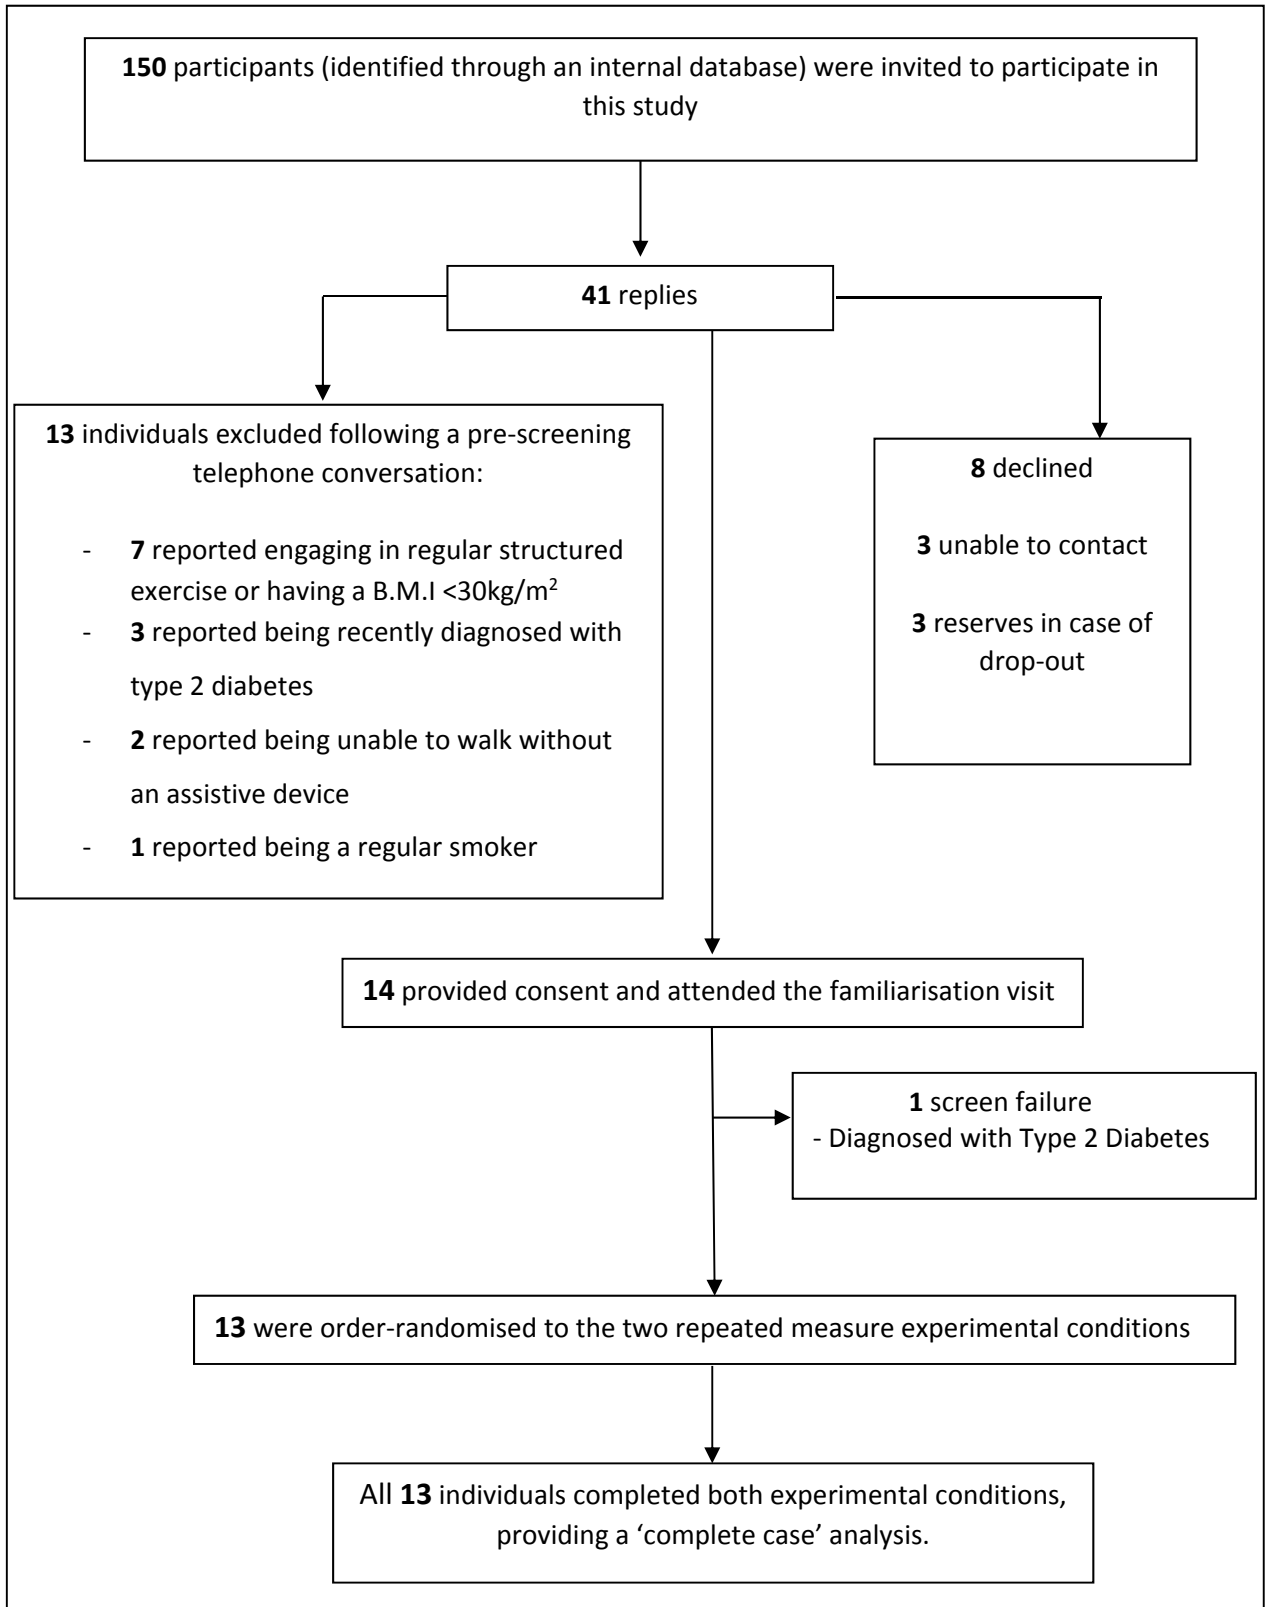 150 participants (identified through an internal database) were invited to participate in
this study
41 replies
13 individuals excluded following a pre-screening
telephone conversation:
- 7 reported engaging in regular structured
exercise or having a B.M.I <30kg/m²
- 3 reported being recently diagnosed with
type 2 diabetes
- 2 reported being unable to walk without
an assistive device
- 1 reported being a regular smoker
8 declined
3 unable to contact
3 reserves in case of
drop-out
14 provided consent and attended the familiarisation visit
1 screen failure
- Diagnosed with Type 2 Diabetes
13 were order-randomised to the two repeated measure experimental conditions
All 13 individuals completed both experimental conditions,
providing a ‘complete case’ analysis.